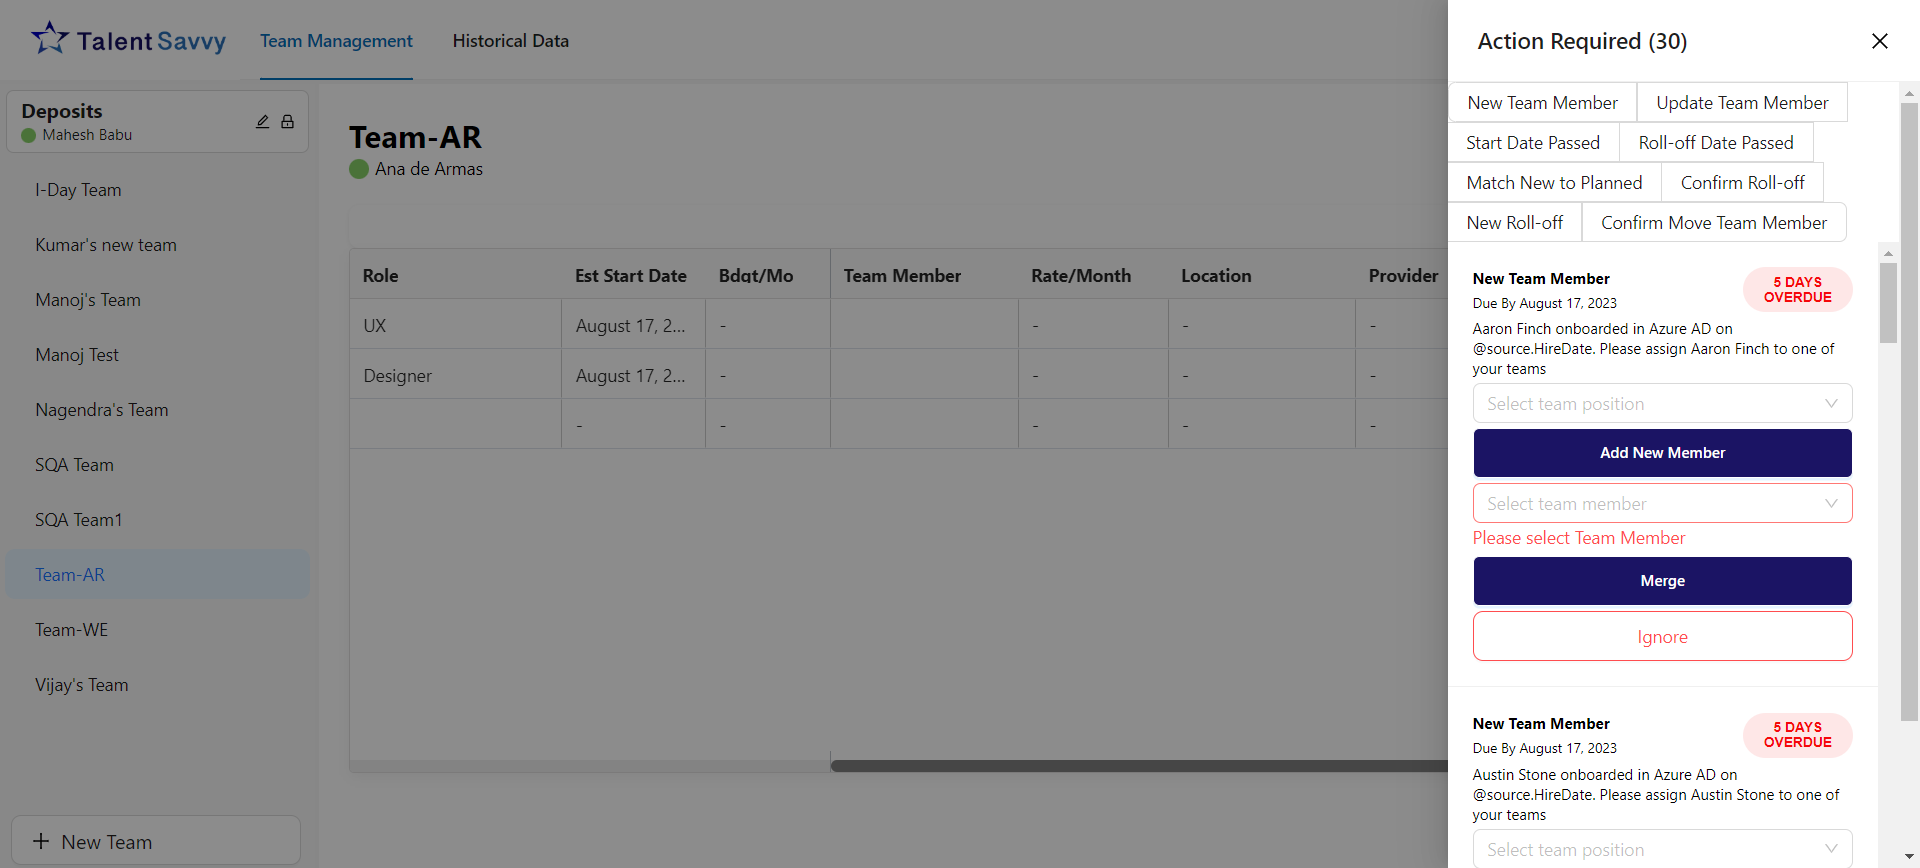 Talent Savvy
Team Management
Historical Data
Deposits
Mahesh Babu
I-Day Team
Kumar's new team
Manoj's Team
Manoj Test
Nagendra's Team
SQA Team
SQA Team1
Team-AR
Team-WE
Vijay's Team
+ New Team
Team-AR
Ana de Armas
Role Est Start Date Bdgt/Mo Team Member Rate/Month Location Provider
UX August 17, 2... - - - -
Designer August 17, 2... - - - -
- - - - -
Action Required (30)
New Team Member Update Team Member
Start Date Passed Roll-off Date Passed
Match New to Planned Confirm Roll-off
New Roll-off Confirm Move Team Member
New Team Member
5 DAYS
OVERDUE
Due By August 17, 2023
Aaron Finch onboarded in Azure AD on
@source.HireDate. Please assign Aaron Finch to one of
your teams
Select team position
Add New Member
Select team member
Please select Team Member
Merge
Ignore
New Team Member
5 DAYS
OVERDUE
Due By August 17, 2023
Austin Stone onboarded in Azure AD on
@source.HireDate. Please assign Austin Stone to one of
your teams
Select team position